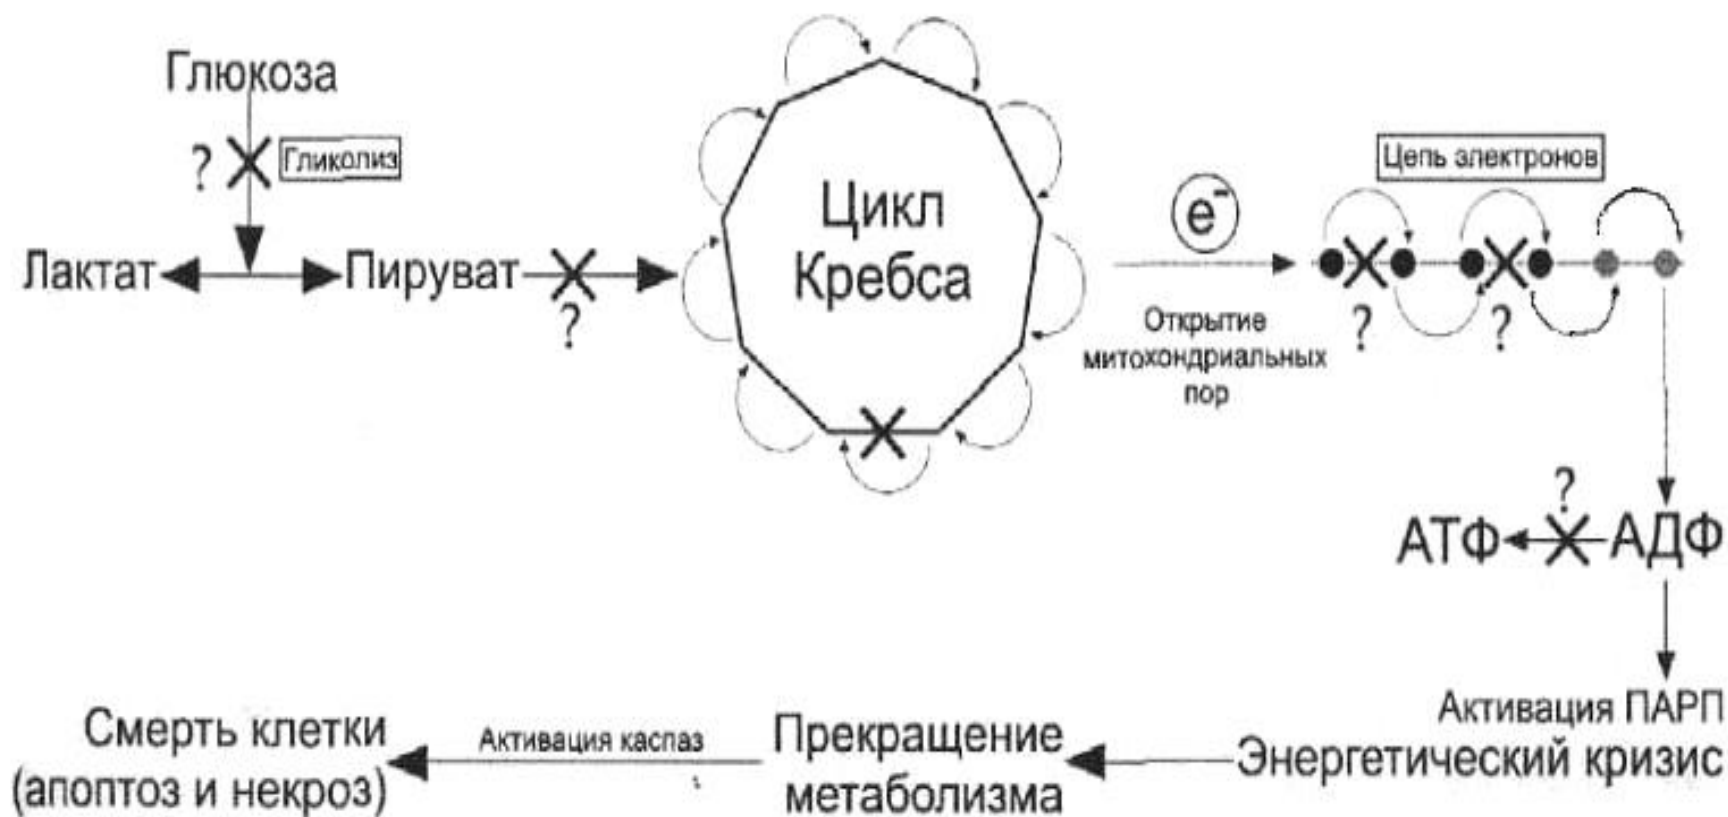 Глюкоза
?
Гликолиз
Лактат
Пируват
?
Цикл
Кребса
e⁻
Открытие
митохондриальных
пор
Цепь электронов
?
?
?
АТФ
АДФ
Активация ПАРП
Энергетический кризис
Прекращение
метаболизма
Активация каспаз
Смерть клетки
(апоптоз и некроз)